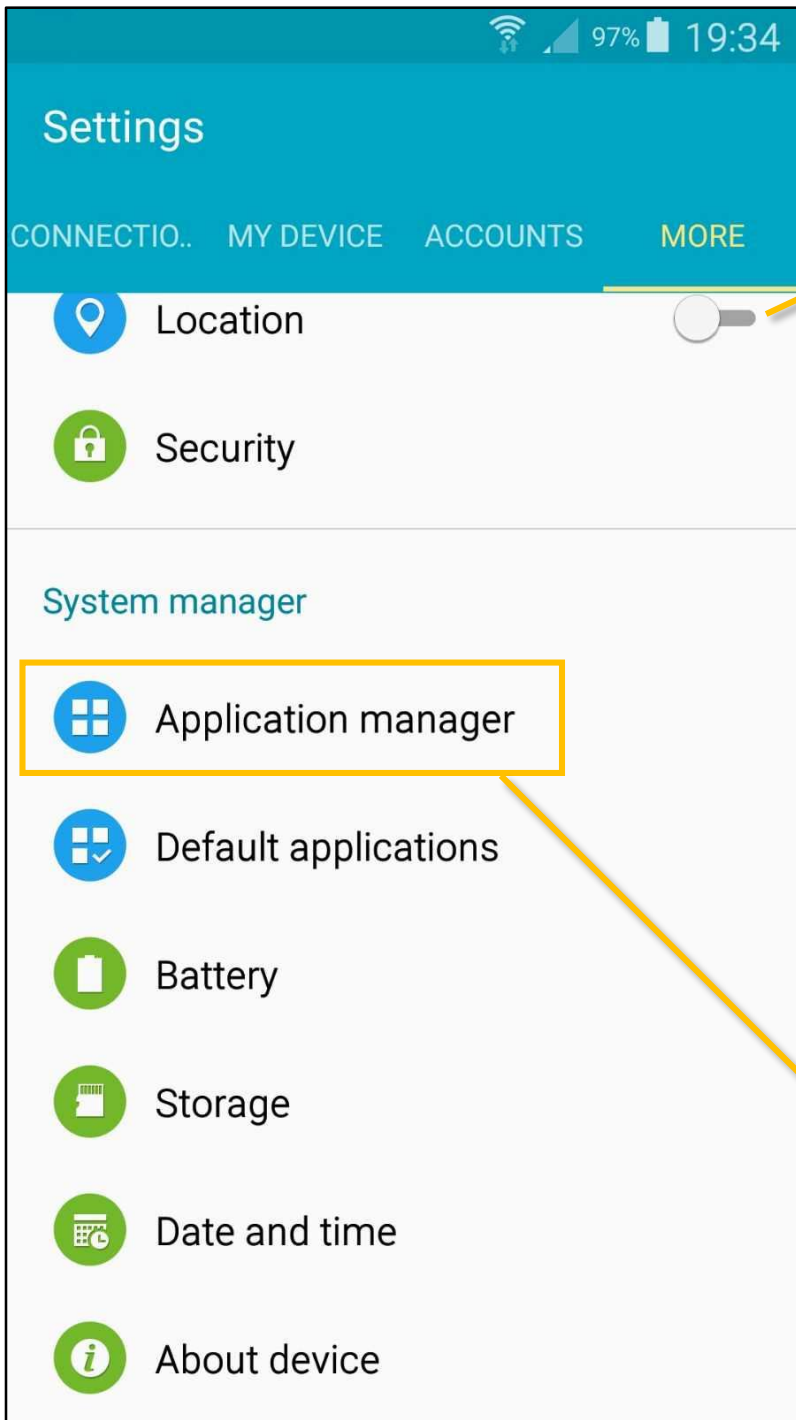 97% 19:34
Settings
CONNECTIO.. MY DEVICE ACCOUNTS MORE
Location
Security
System manager
Application manager
Default applications
Battery
Storage
Date and time
About device